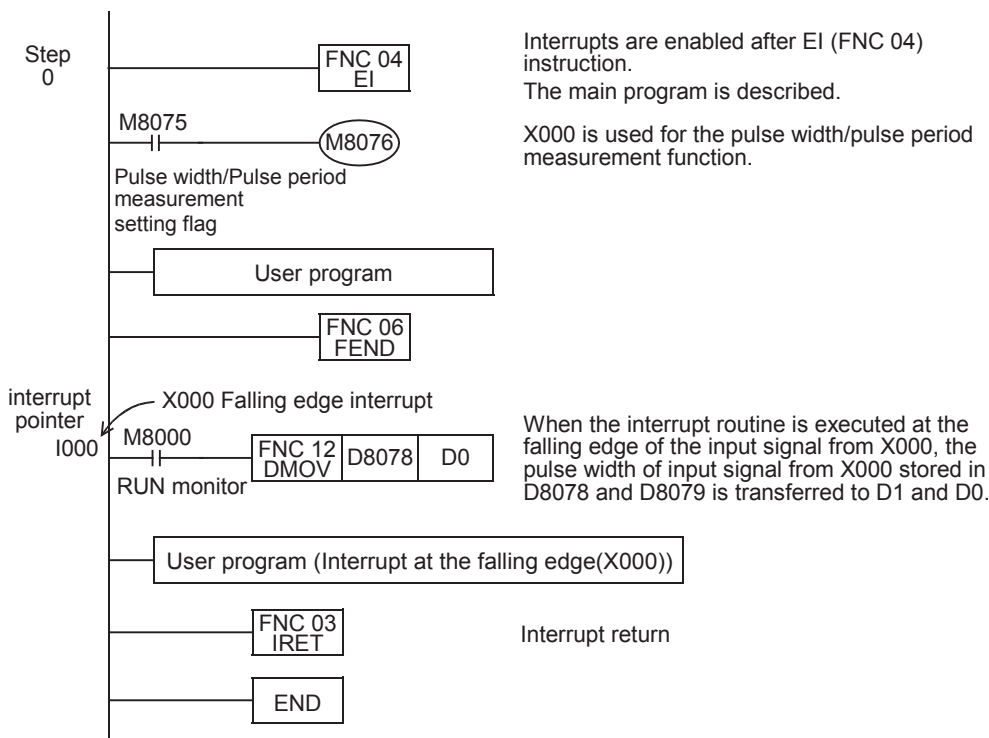 Step
0
FNC 04
EI
Interrupts are enabled after EI (FNC 04)
instruction.
The main program is described.
M8075
M8076
X000 is used for the pulse width/pulse period
measurement function.
Pulse width/Pulse period
measurement
setting flag
User program
FNC 06
FEND
interrupt
pointer
I000
X000 Falling edge interrupt
M8000
RUN monitor
FNC 12
DMOV
D8078
D0
When the interrupt routine is executed at the
falling edge of the input signal from X000, the
pulse width of input signal from X000 stored in
D8078 and D8079 is transferred to D1 and D0.
User program (Interrupt at the falling edge(X000))
FNC 03
IRET
Interrupt return
END